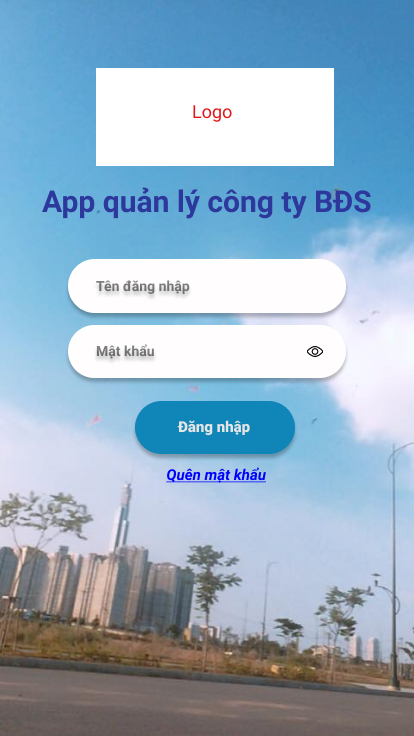 Logo
App quản lý công ty BĐS
Tên đăng nhập
Mật khẩu
Đăng nhập
Quên mật khẩu